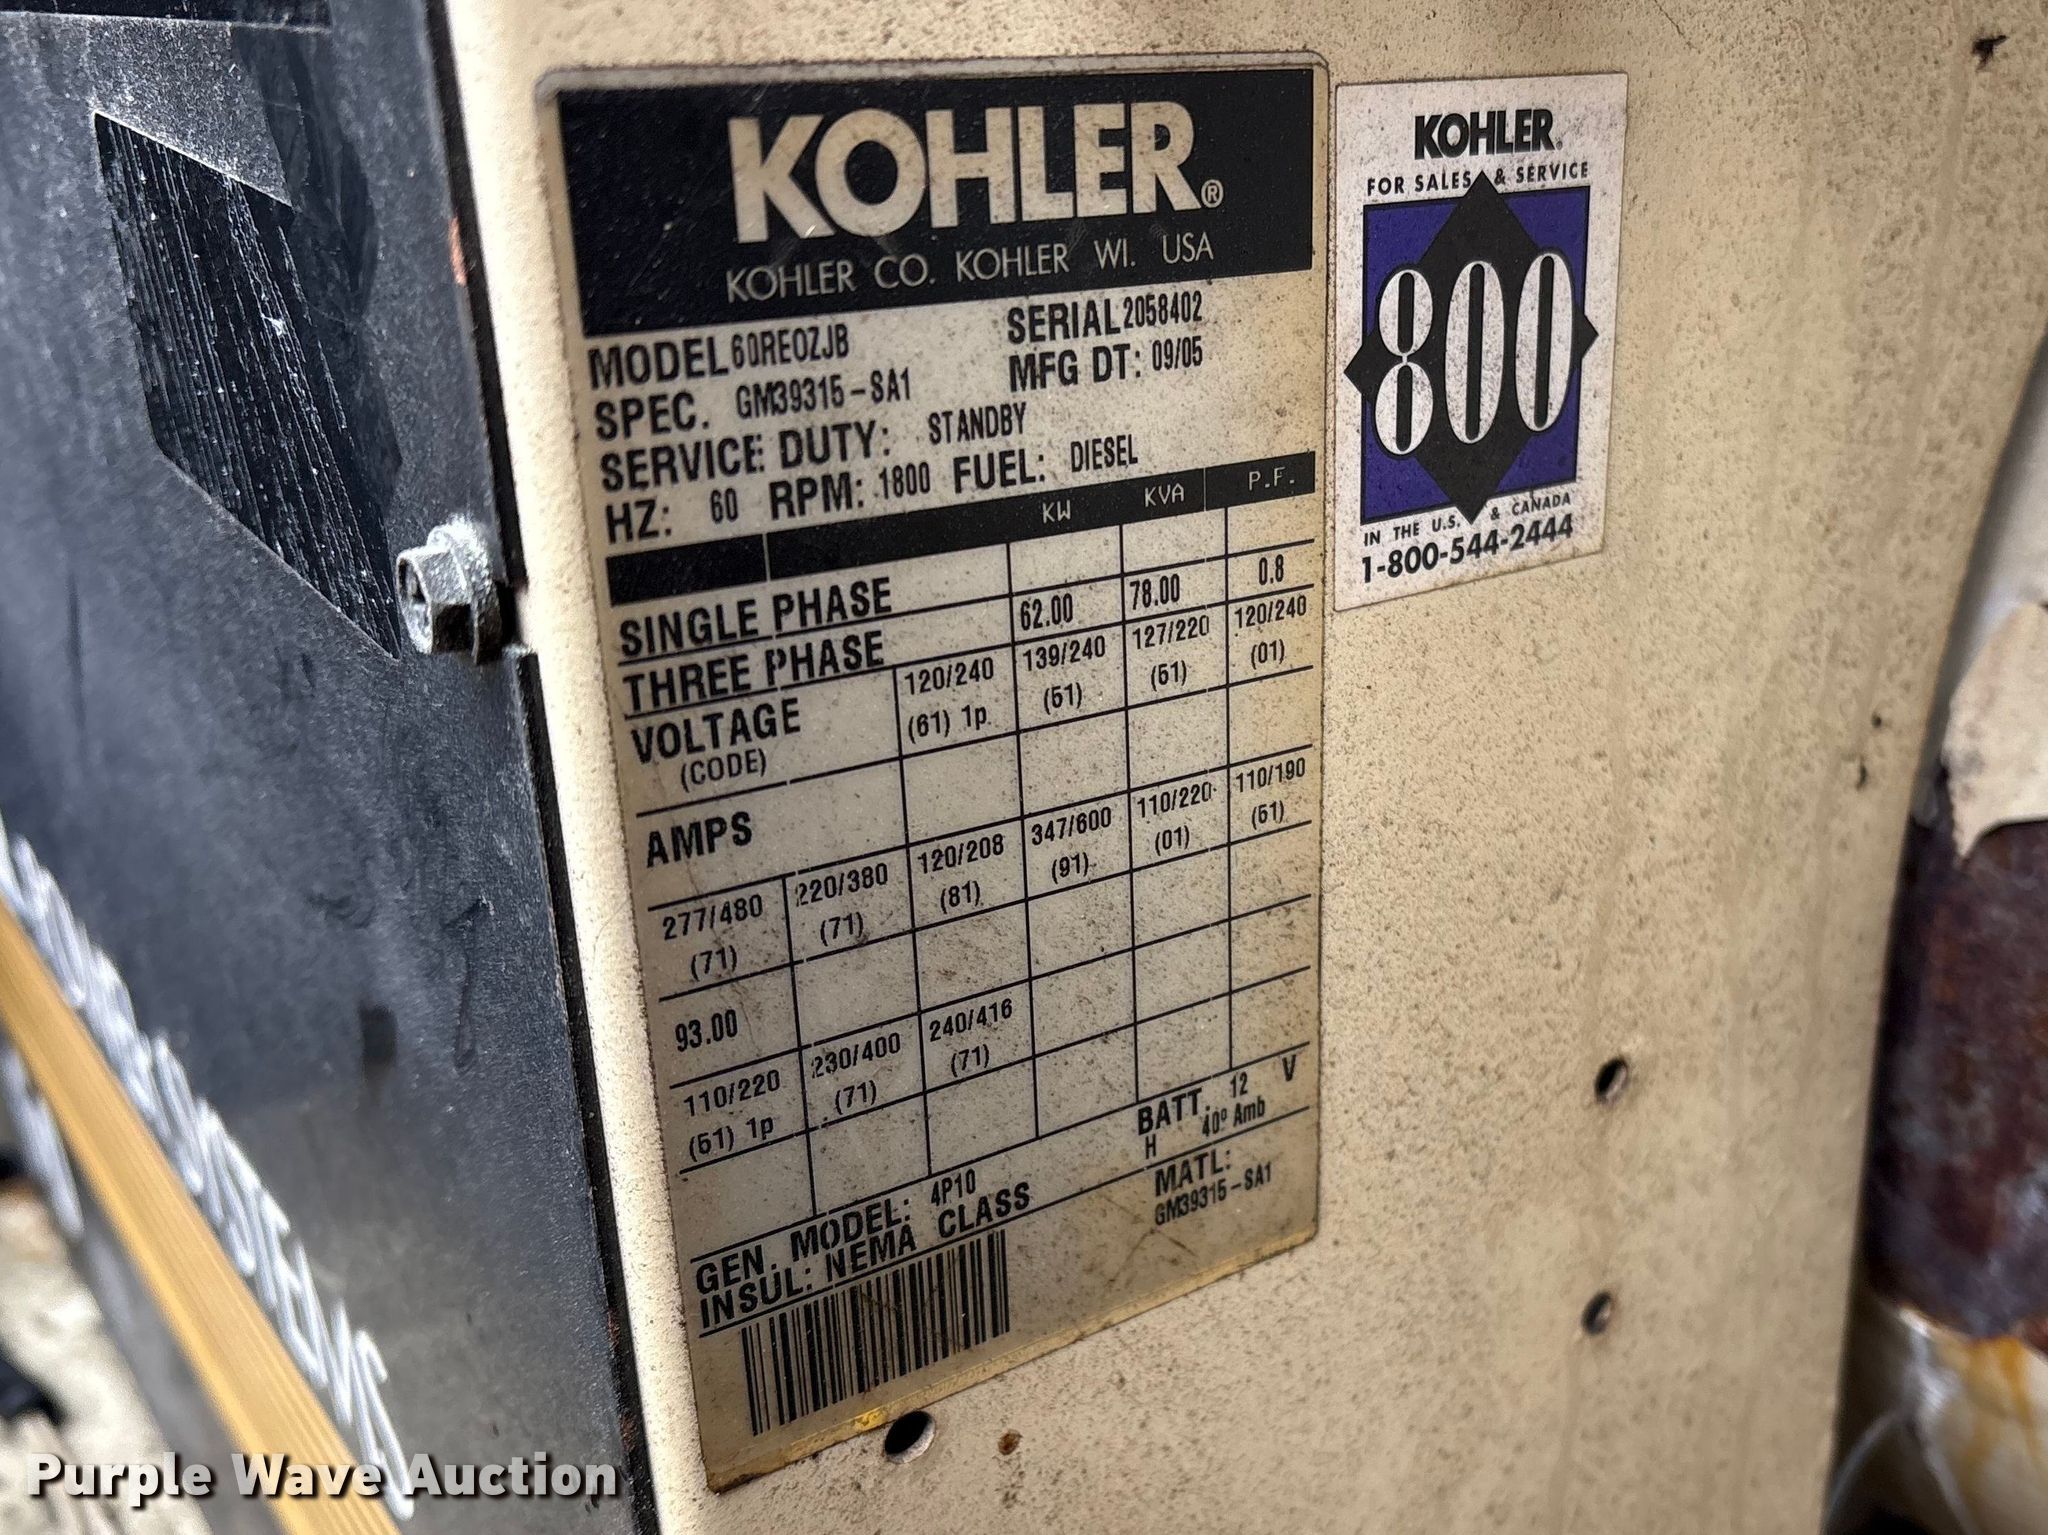 KOHLER®
KOHLER CO. KOHLER WI. USA
MODEL 60REOZJB SERIAL 2058402
SPEC. GM39315-SA1 MFG DT: 09/05
SERVICE DUTY: STANDBY
HZ: 60 RPM: 1800 FUEL: DIESEL
KW KVA P.F.
SINGLE PHASE
THREE PHASE 62.00 78.00 0.8
VOLTAGE 120/240 139/240 127/220 120/240
(CODE) (61) 1p (61) (61) (01)
AMPS
277/480 220/380 120/208 347/600 110/220 110/190
(71) (71) (81) (91) (01) (61)
93.00
110/220 230/400 240/416
(61) 1p (71) (71)
GEN. MODEL: 4P10 BATT. 12 V
INSUL: NEMA CLASS H 40º Amb
MATL:
GM39315-SA1
KOHLER®
FOR SALES & SERVICE
800
IN THE U.S. & CANADA
1-800-544-2444
Purple Wave Auction